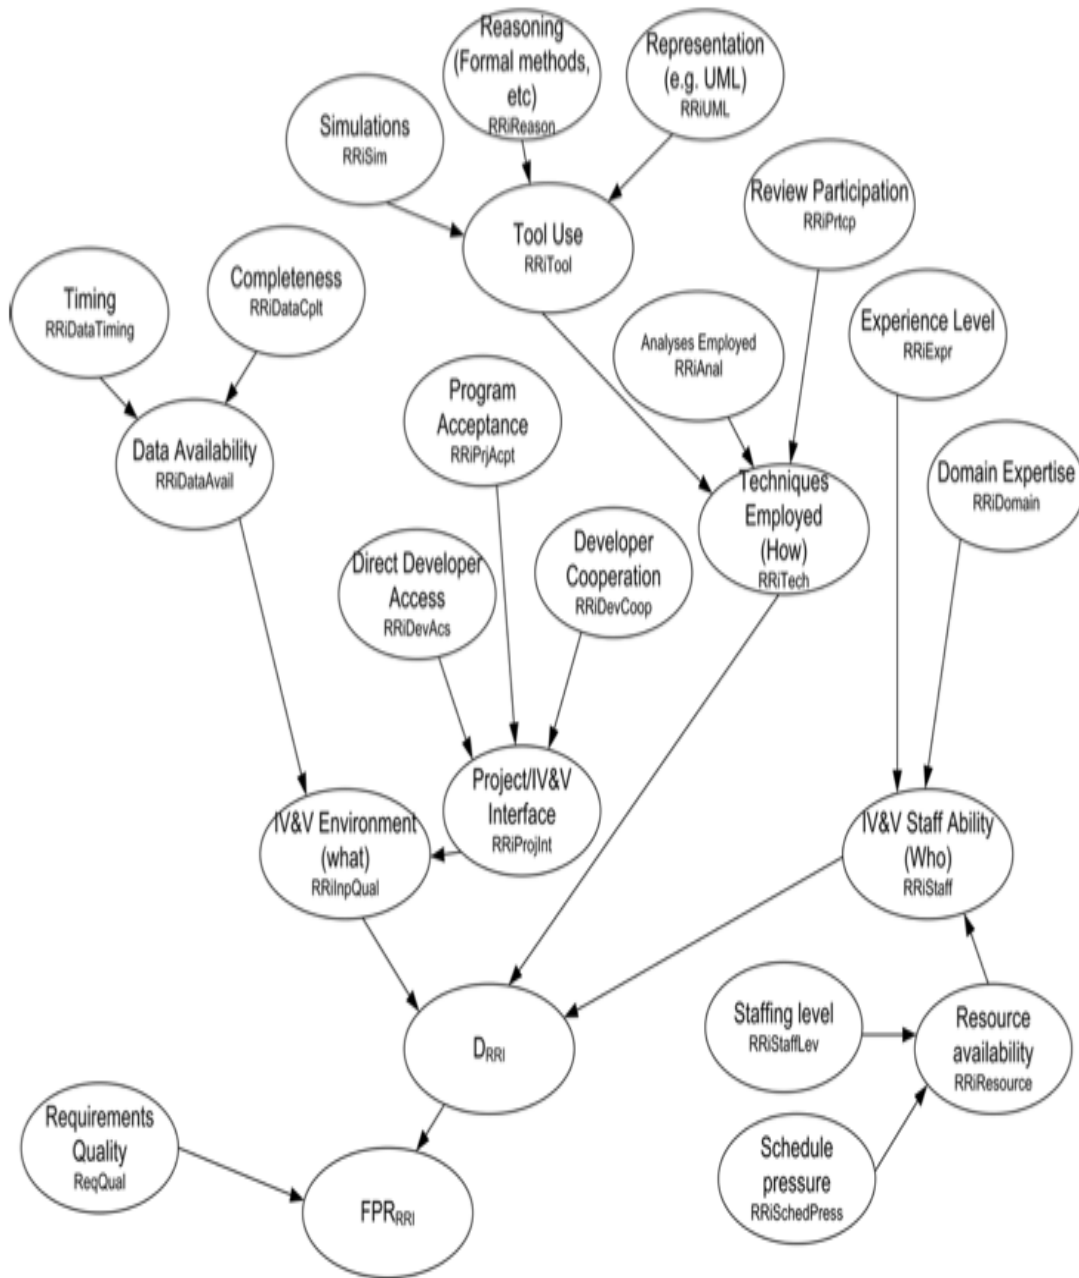 Reasoning
(Formal methods,
etc)
RRiReason
Representation
(e.g. UML)
RRiUML
Simulations
RRiSim
Review Participation
RRiPrtcp
Tool Use
RRiTool
Completeness
RRiDataCplt
Timing
RRiDataTiming
Experience Level
RRiExpr
Analyses Employed
RRiAnal
Program
Acceptance
RRiPrjAcpt
Data Availability
RRiDataAvail
Domain Expertise
RRiDomain
Techniques
Employed
(How)
RRiTech
Direct Developer
Access
RRiDevAcs
Developer
Cooperation
RRiDevCoop
Project/IV&V
Interface
RRiProjInt
IV&V Environment
(what)
RRiInpQual
IV&V Staff Ability
(Who)
RRiStaff
Staffing level
RRiStaffLev
Resource
availability
RRiResource
DRRI
Requirements
Quality
ReqQual
Schedule
pressure
RRiSchedPress
FPRRRI